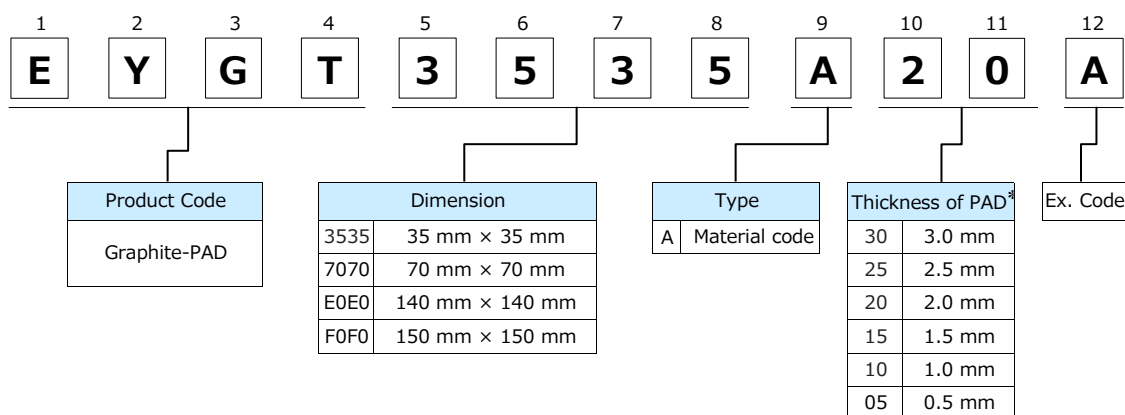 1 2 3 4 5 6 7 8 9 10 11 12
E Y G T 3 5 3 5 A 2 0 A
Product Code
Graphite-PAD
Dimension
3535 35 mm × 35 mm
7070 70 mm × 70 mm
E0E0 140 mm × 140 mm
F0F0 150 mm × 150 mm
Type
A Material code
Thickness of PAD*
30 3.0 mm
25 2.5 mm
20 2.0 mm
15 1.5 mm
10 1.0 mm
05 0.5 mm
Ex. Code